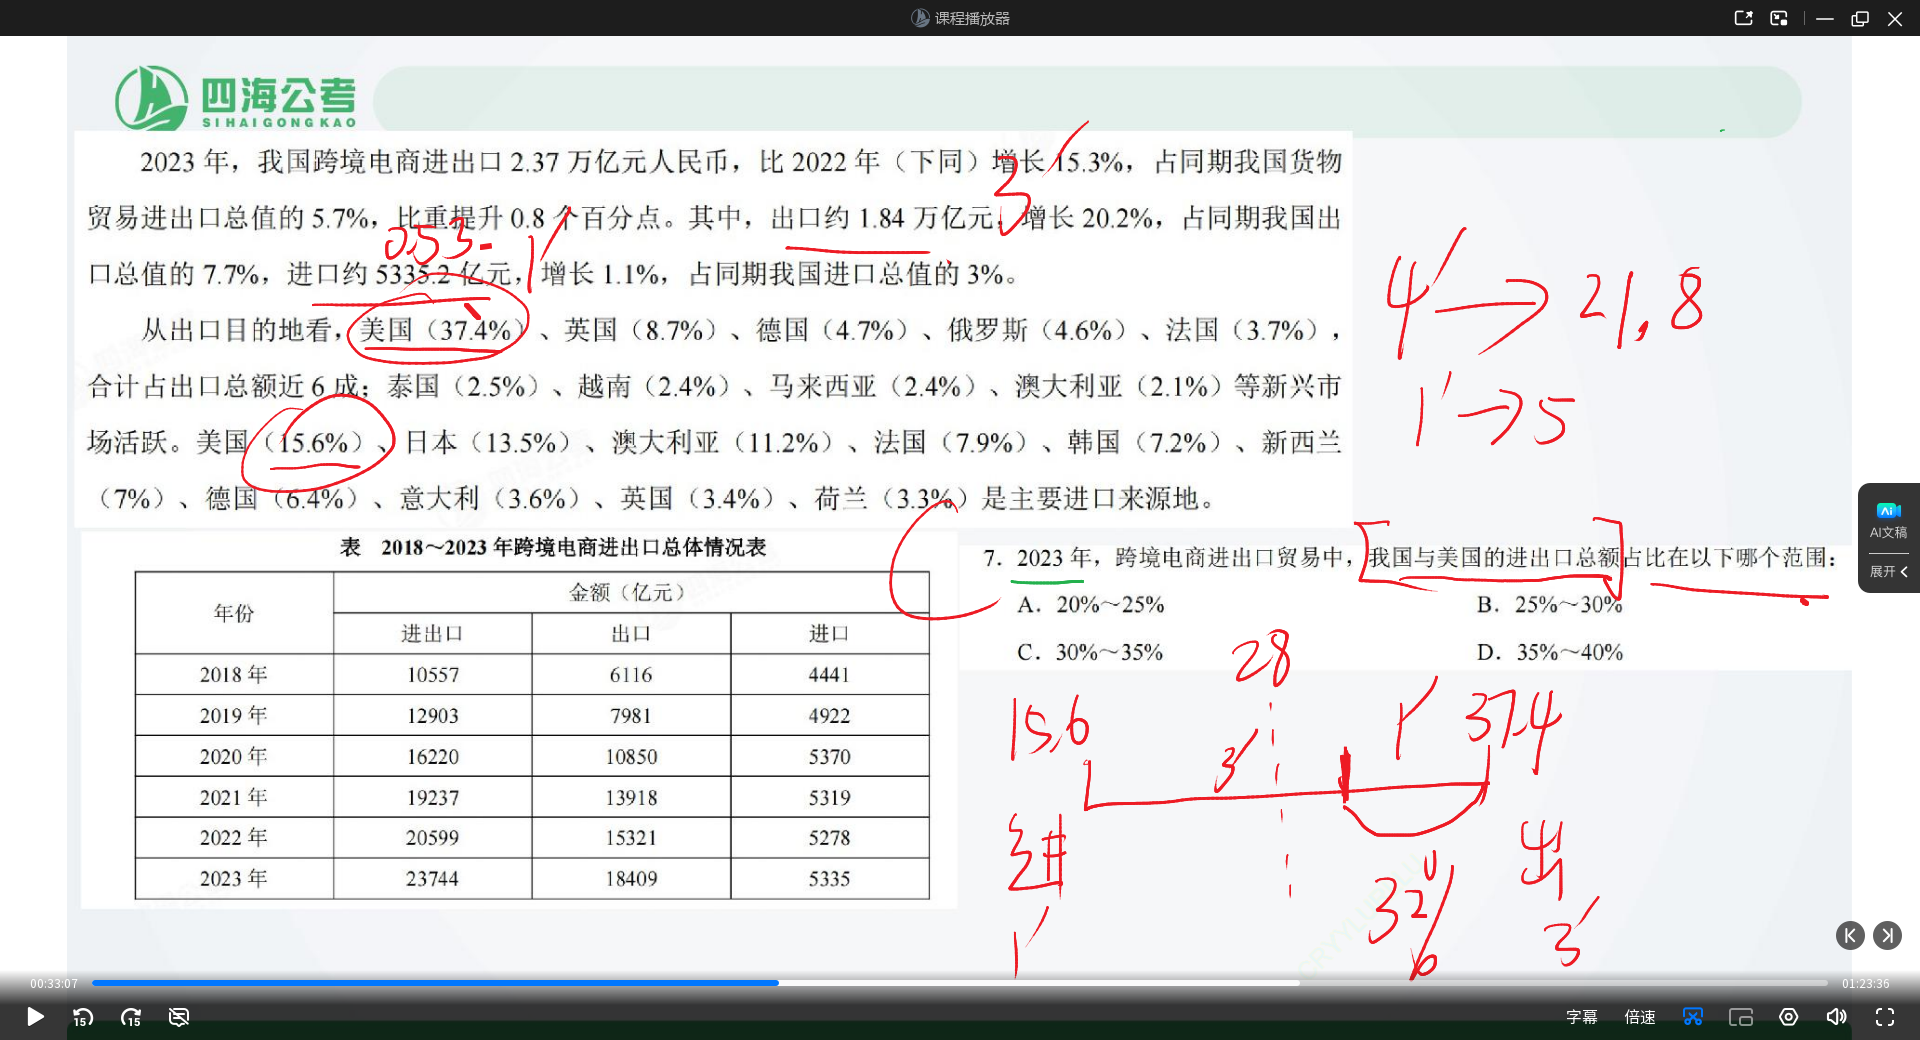 课程播放器
四海公考
SIHAIGONGKAO
2023 年，我国跨境电商进出口 2.37 万亿元人民币，比 2022 年（下同）增长 15.3%，占同期我国货物
贸易进出口总值的 5.7%，比重提升 0.8 个百分点。其中，出口约 1.84 万亿元，增长 20.2%，占同期我国出
口总值的 7.7%，进口约 5335.2 亿元，增长 1.1%，占同期我国进口总值的 3%。
从出口目的地看，美国（37.4%）、英国（8.7%）、德国（4.7%）、俄罗斯（4.6%）、法国（3.7%），
合计占出口总额近 6 成；泰国（2.5%）、越南（2.4%）、马来西亚（2.4%）、澳大利亚（2.1%）等新兴市
场活跃。美国（15.6%）、日本（13.5%）、澳大利亚（11.2%）、法国（7.9%）、韩国（7.2%）、新西兰
（7%）、德国（6.4%）、意大利（3.6%）、英国（3.4%）、荷兰（3.3%）是主要进口来源地。
3
0.53
1
4 → 21.8
1 → 5
表 2018～2023 年跨境电商进出口总体情况表
年份 金额（亿元）
进出口 出口 进口
2018 年 10557 6116 4441
2019 年 12903 7981 4922
2020 年 16220 10850 5370
2021 年 19237 13918 5319
2022 年 20599 15321 5278
2023 年 23744 18409 5335
7. 2023 年，跨境电商进出口贸易中，我国与美国的进出口总额占比在以下哪个范围：
A. 20%～25%
B. 25%～30%
C. 30%～35%
D. 35%～40%
28
15.6 3 1 37.4
进 出
1 32 3
Ai
AI文稿
展开
00:33:07
01:23:36
15
15
字幕
倍速